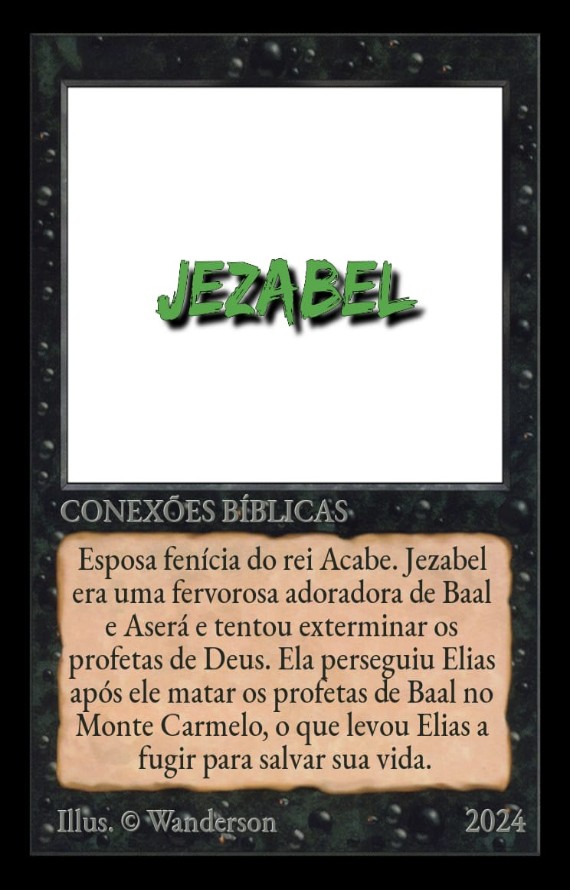 JEZABEL
CONEXÕES BÍBLICAS
Esposa fenícia do rei Acabe. Jezabel
era uma fervorosa adoradora de Baal
e Aserá e tentou exterminar os
profetas de Deus. Ela perseguiu Elias
após ele matar os profetas de Baal no
Monte Carmelo, o que levou Elias a
fugir para salvar sua vida.
Illus. © Wanderson 2024